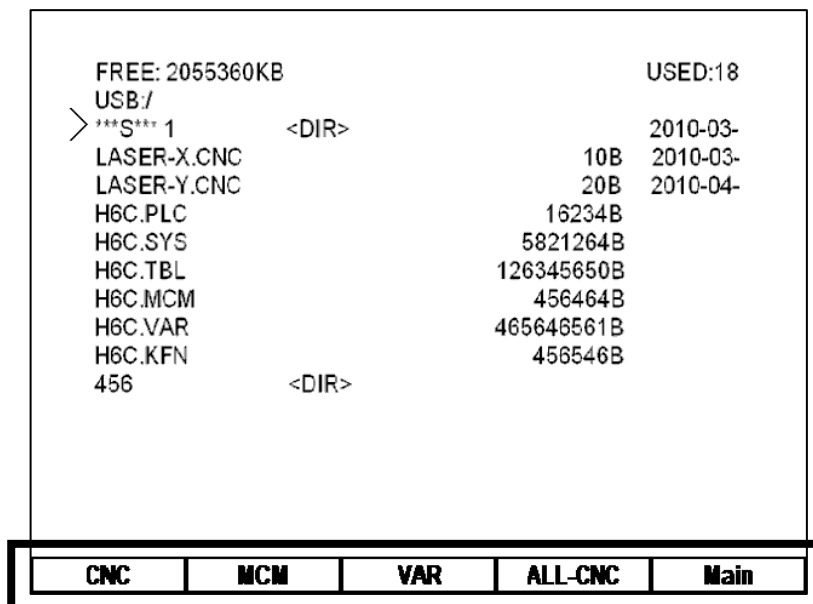 FREE: 2055360KB USED:18
USB:/
***S*** 1 <DIR> 2010-03-
LASER-X.CNC 10B 2010-03-
LASER-Y.CNC 20B 2010-04-
H6C.PLC 16234B
H6C.SYS 5821264B
H6C.TBL 126345650B
H6C.MCM 456464B
H6C.VAR 465646561B
H6C.KFN 456546B
456 <DIR>
CNC MCM VAR ALL-CNC Main